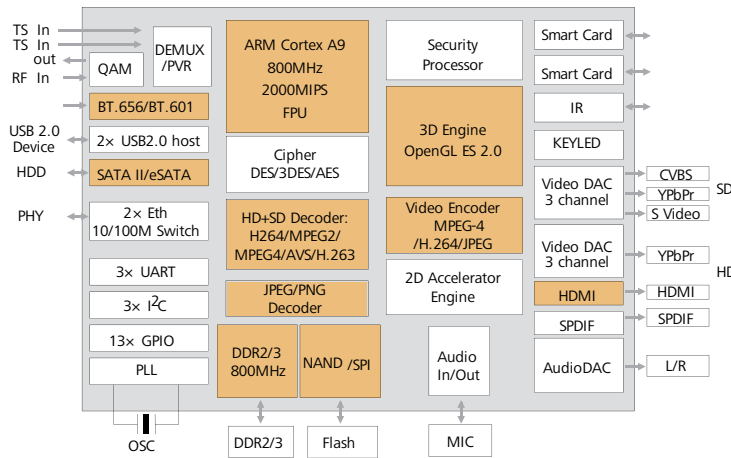 TS In
TS In
out
RF In
QAM
DEMUX
/PVR
BT.656/BT.601
USB 2.0
Device
2× USB2.0 host
HDD
SATA II/eSATA
PHY
2× Eth
10/100M Switch
3× UART
3× I2C
13× GPIO
PLL
OSC
ARM Cortex A9
800MHz
2000MIPS
FPU
Cipher
DES/3DES/AES
HD+SD Decoder:
H264/MPEG2/
MPEG4/AVS/H.263
JPEG/PNG
Decoder
DDR2/3
800MHz
NAND /SPI
DDR2/3
Flash
Security
Processor
3D Engine
OpenGL ES 2.0
Video Encoder
MPEG-4
/H.264/JPEG
2D Accelerator
Engine
Audio
In/Out
MIC
Smart Card
Smart Card
IR
KEYLED
Video DAC
3 channel
Video DAC
3 channel
HDMI
SPDIF
AudioDAC
CVBS
YPbPr
S Video
SD
YPbPr
HDMI
SPDIF
L/R